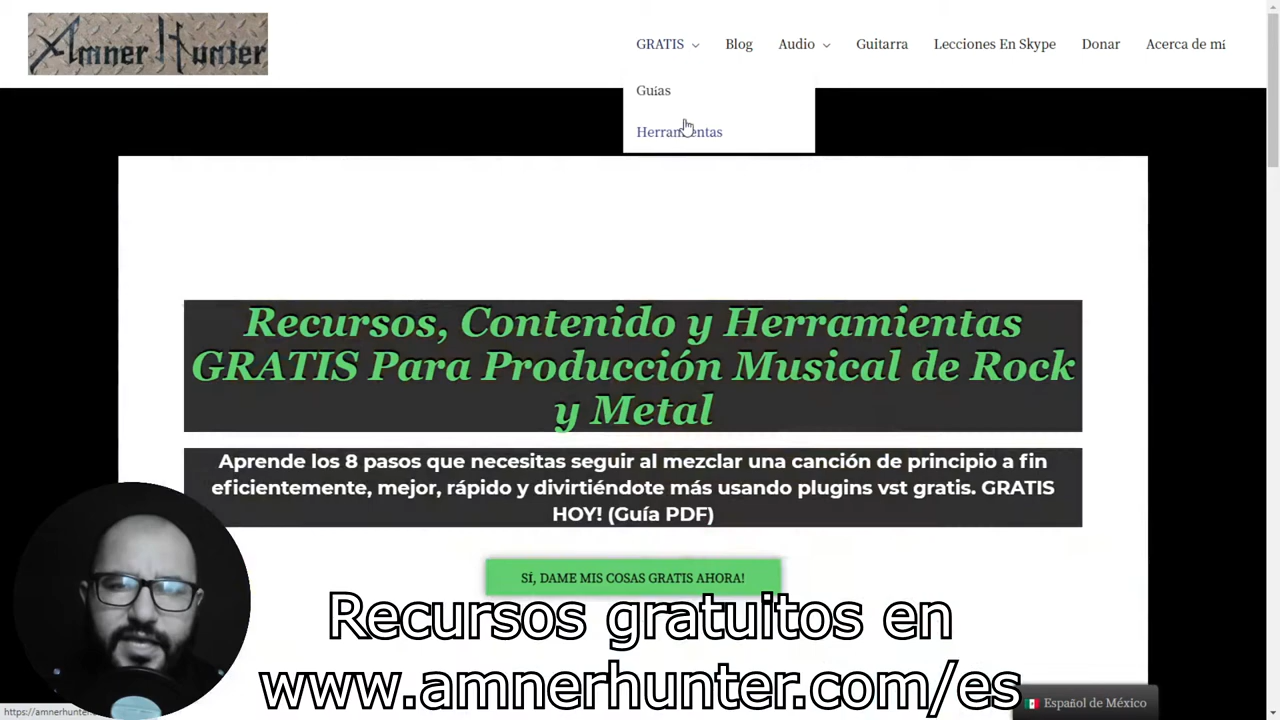 Amner Hunter
GRATIS
Blog
Audio
Guitarra
Lecciones En Skype
Donar
Acerca de mí
Guías
Herramientas
Recursos, Contenido y Herramientas
GRATIS Para Producción Musical de Rock
y Metal
Aprende los 8 pasos que necesitas seguir al mezclar una canción de principio a fin
eficientemente, mejor, rápido y divirtiéndote más usando plugins vst gratis. GRATIS
HOY! (Guía PDF)
SÍ, DAME MIS COSAS GRATIS AHORA!
Recursos gratuitos en
www.amnerhunter.com/es
Español de México
https://amnerhunter.